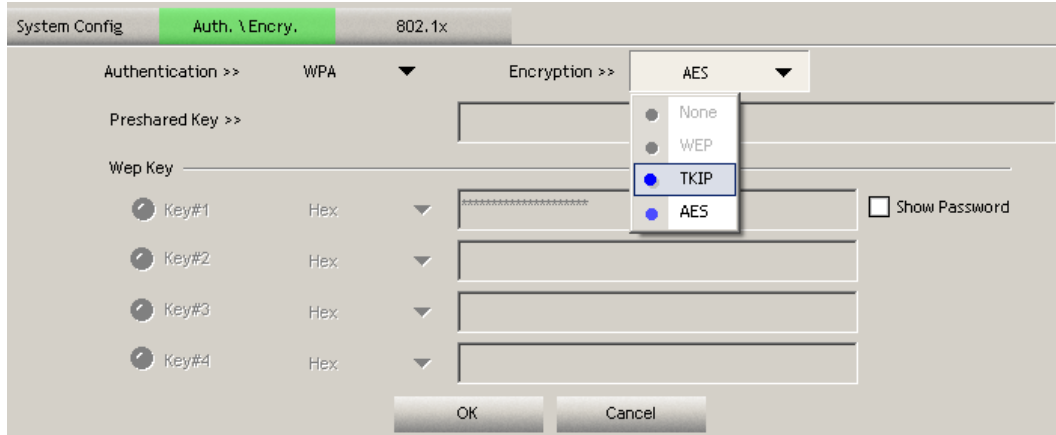 System Config Auth. \ Encry. 802.1x
Authentication >> WPA Encryption >> AES
None
Preshared Key >>
WEP
Wep Key
TKIP
Key#1 Hex ********************** AES Show Password
Key#2 Hex
Key#3 Hex
Key#4 Hex
OK Cancel